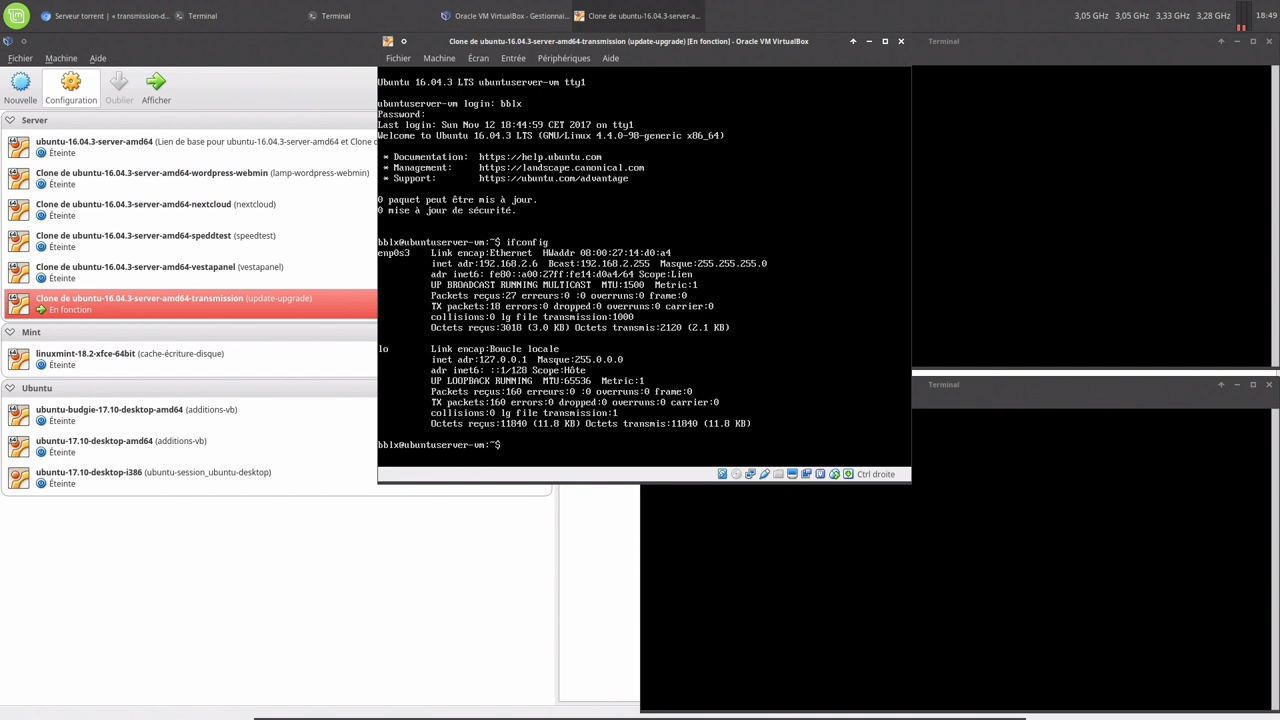 Serveur torrent | « transmission-d...
Terminal
Terminal
Oracle VM VirtualBox - Gestionnai...
Clone de ubuntu-16.04.3-server-a...
3,05 GHz
3,05 GHz
3,33 GHz
3,28 GHz
18:49
Clone de ubuntu-16.04.3-server-amd64-transmission (update-upgrade) [En fonction] - Oracle VM VirtualBox
Terminal
Fichier
Machine
Aide
Fichier
Machine
Écran
Entrée
Périphériques
Aide
Nouvelle
Configuration
Oublier
Afficher
Server
ubuntu-16.04.3-server-amd64 (Lien de base pour ubuntu-16.04.3-server-amd64 et Clone d
Éteinte
Clone de ubuntu-16.04.3-server-amd64-wordpress-webmin (lamp-wordpress-webmin)
Éteinte
Clone de ubuntu-16.04.3-server-amd64-nextcloud (nextcloud)
Éteinte
Clone de ubuntu-16.04.3-server-amd64-speddtest (speedtest)
Éteinte
Clone de ubuntu-16.04.3-server-amd64-vestapanel (vestapanel)
Éteinte
Clone de ubuntu-16.04.3-server-amd64-transmission (update-upgrade)
En fonction
Mint
linuxmint-18.2-xfce-64bit (cache-écriture-disque)
Éteinte
Ubuntu
ubuntu-budgie-17.10-desktop-amd64 (additions-vb)
Éteinte
ubuntu-17.10-desktop-amd64 (additions-vb)
Éteinte
ubuntu-17.10-desktop-i386 (ubuntu-session_ubuntu-desktop)
Éteinte
Ubuntu 16.04.3 LTS ubuntuserver-vm tty1
ubuntuserver-vm login: bblx
Password:
Last login: Sun Nov 12 18:44:59 CET 2017 on tty1
Welcome to Ubuntu 16.04.3 LTS (GNU/Linux 4.4.0-98-generic x86_64)
* Documentation:  https://help.ubuntu.com
* Management:     https://landscape.canonical.com
* Support:        https://ubuntu.com/advantage
0 paquet peut être mis à jour.
0 mise à jour de sécurité.
bblx@ubuntuserver-vm:~$ ifconfig
enp0s3    Link encap:Ethernet  HWaddr 08:00:27:14:d0:a4
inet adr:192.168.2.6  Bcast:192.168.2.255  Masque:255.255.255.0
adr inet6: fe80::a00:27ff:fe14:d0a4/64 Scope:Lien
UP BROADCAST RUNNING MULTICAST  MTU:1500  Metric:1
Packets reçus:27 erreurs:0 :0 overruns:0 frame:0
TX packets:18 errors:0 dropped:0 overruns:0 carrier:0
collisions:0 lg file transmission:1000
Octets reçus:3018 (3.0 KB) Octets transmis:2120 (2.1 KB)
lo        Link encap:Boucle locale
inet adr:127.0.0.1  Masque:255.0.0.0
adr inet6: ::1/128 Scope:Hôte
UP LOOPBACK RUNNING  MTU:65536  Metric:1
Packets reçus:160 erreurs:0 :0 overruns:0 frame:0
TX packets:160 errors:0 dropped:0 overruns:0 carrier:0
collisions:0 lg file transmission:1
Octets reçus:11840 (11.8 KB) Octets transmis:11840 (11.8 KB)
bblx@ubuntuserver-vm:~$
Ctrl droite
Terminal